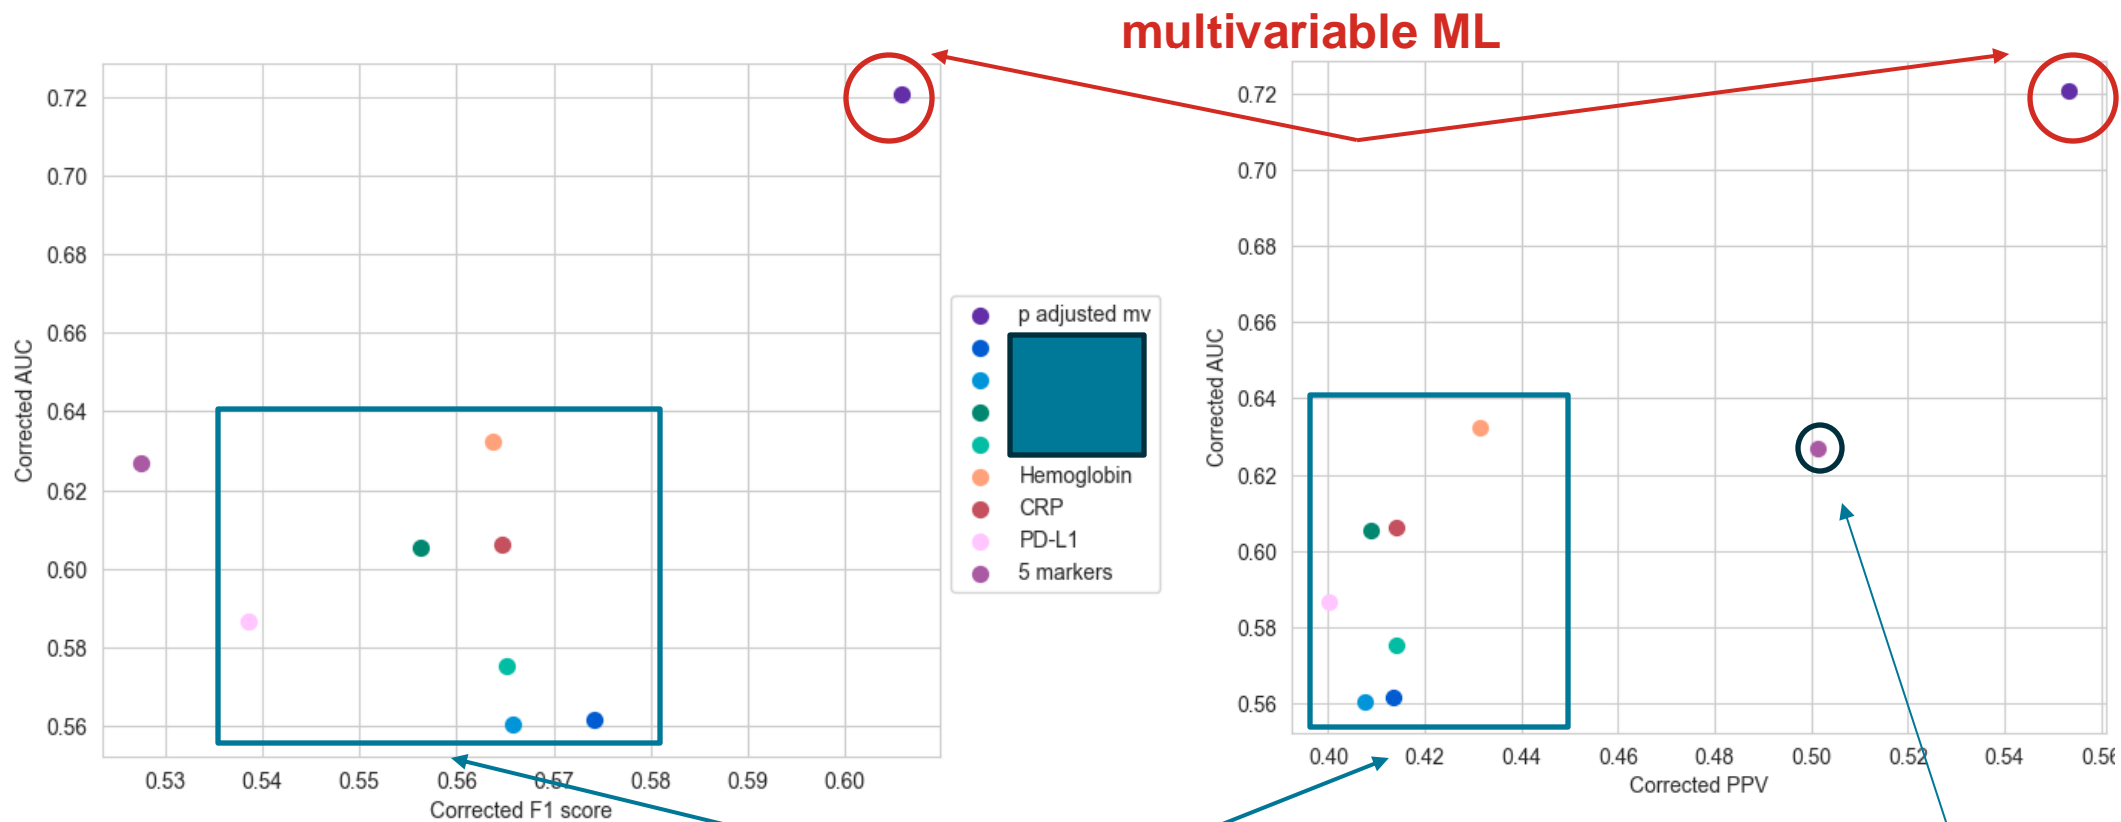 multivariable ML
0.72
0.70
0.68
0.66
0.64
0.62
0.60
0.58
0.56
Corrected AUC
0.53 0.54 0.55 0.56 0.57 0.58 0.59 0.60
Corrected F1 score
p adjusted mv
Hemoglobin
CRP
PD-L1
5 markers
0.72
0.70
0.68
0.66
0.64
0.62
0.60
0.58
0.56
Corrected AUC
0.40 0.42 0.44 0.46 0.48 0.50 0.52 0.54 0.56
Corrected PPV